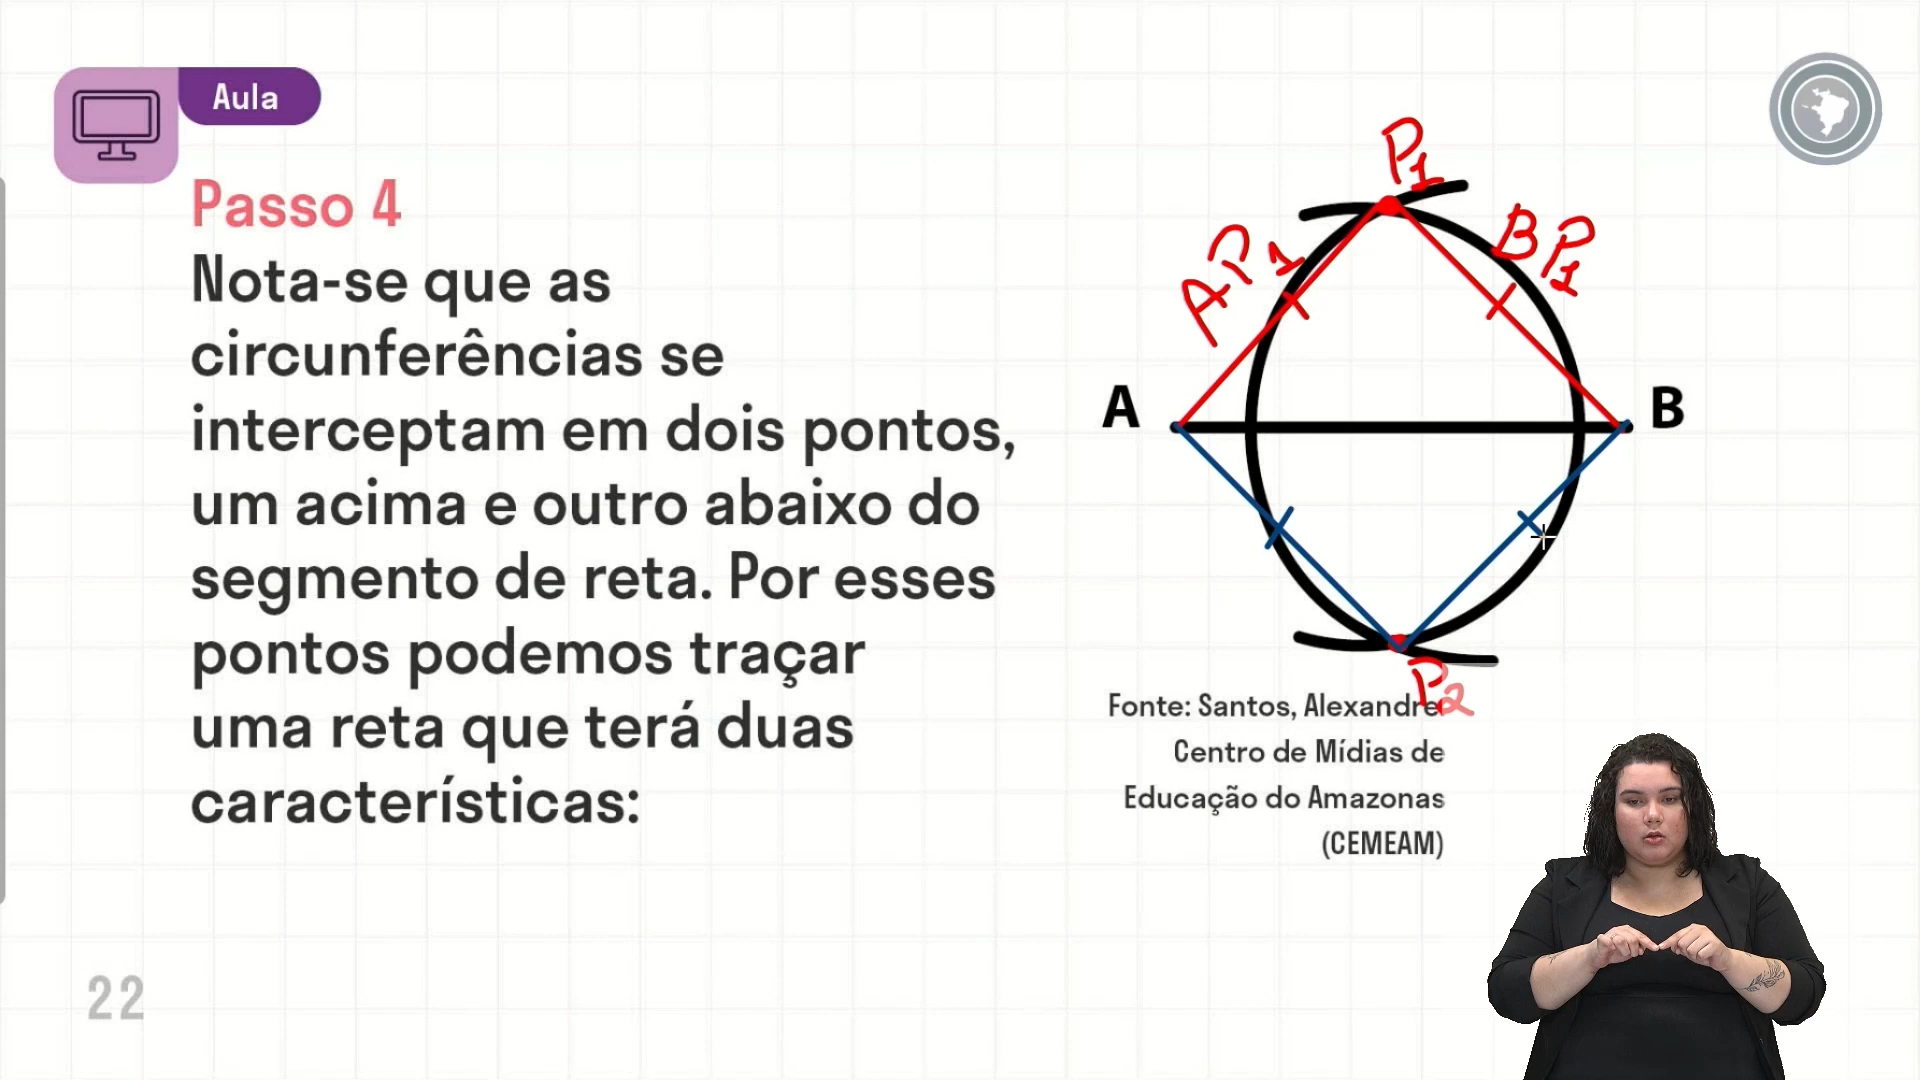 Aula
Passo 4
Nota-se que as
circunferências se
interceptam em dois pontos,
um acima e outro abaixo do
segmento de reta. Por esses
pontos podemos traçar
uma reta que terá duas
características:
P1
AP1
BP1
A
B
P2
Fonte: Santos, Alexandre
Centro de Mídias de
Educação do Amazonas
(CEMEAM)
22